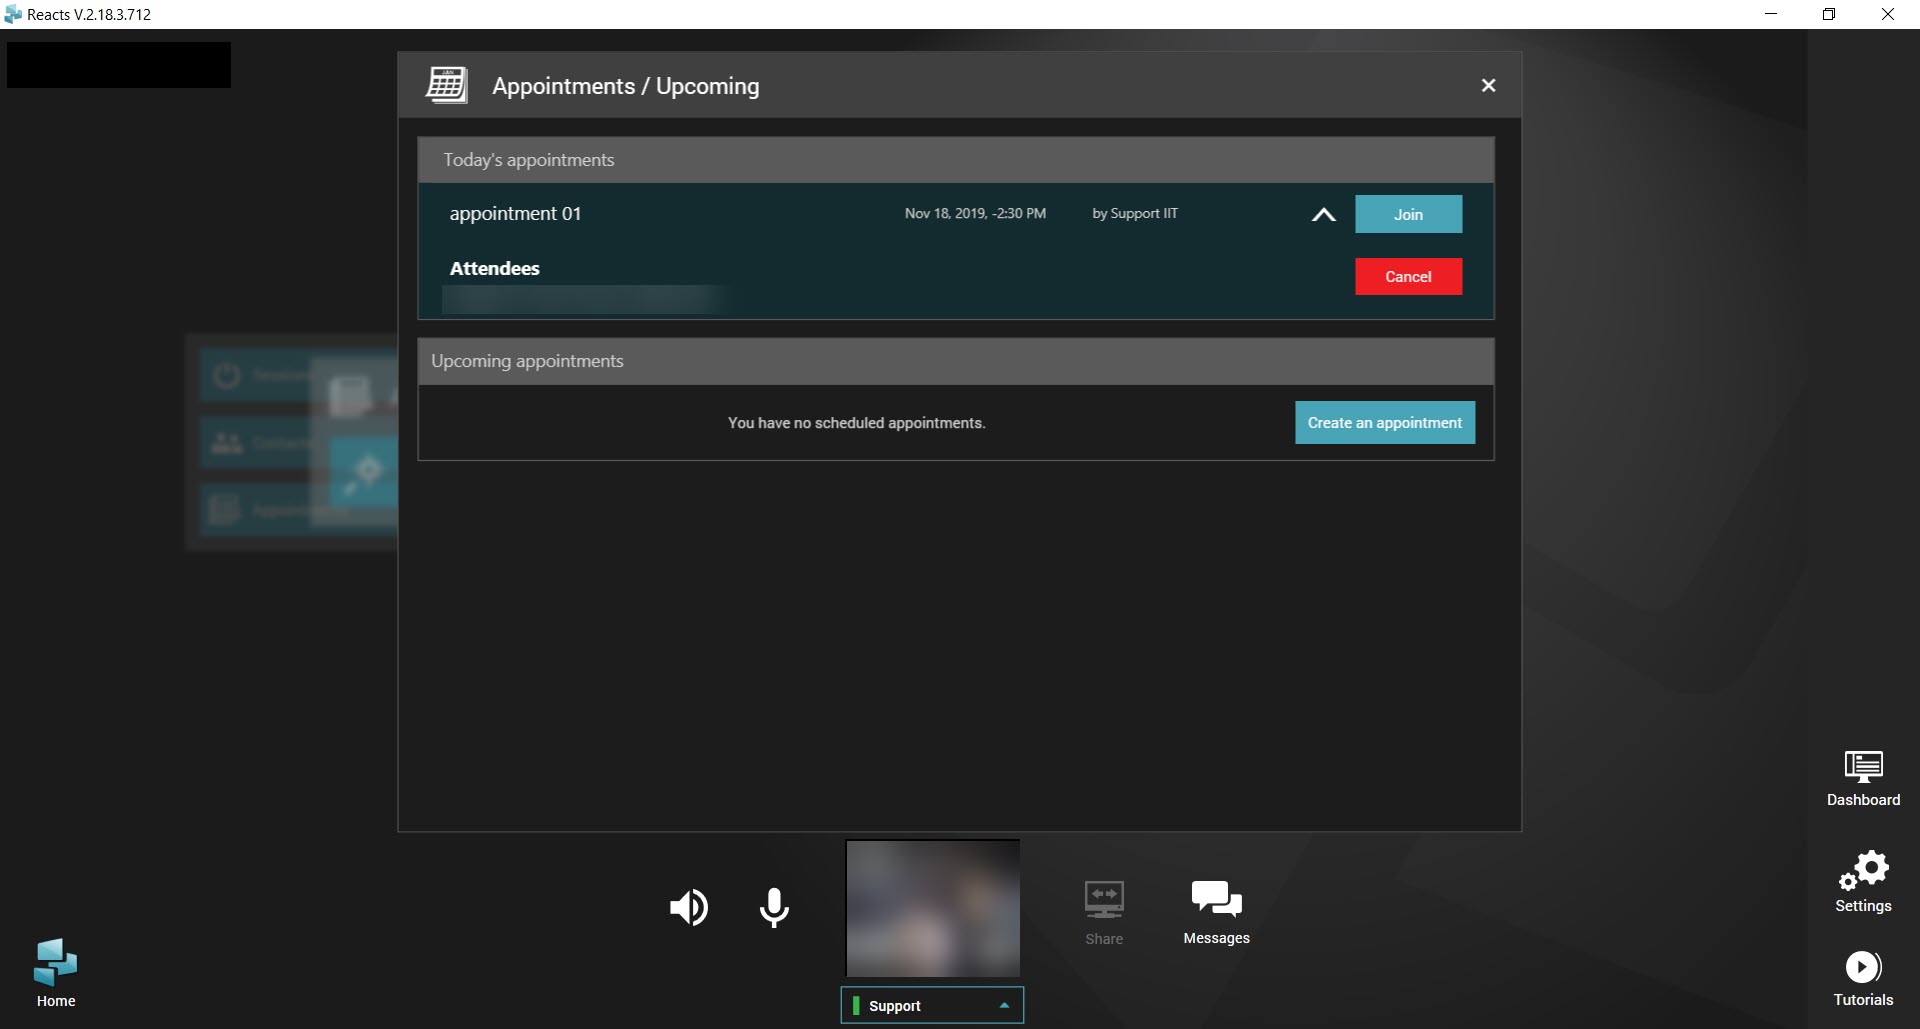 Reacts V.2.18.3.712
Appointments / Upcoming
Today's appointments
appointment 01
Nov 18, 2019, -2:30 PM
by Support IIT
Join
Attendees
Cancel
Upcoming appointments
You have no scheduled appointments.
Create an appointment
Dashboard
Settings
Tutorials
Home
Share
Messages
Support